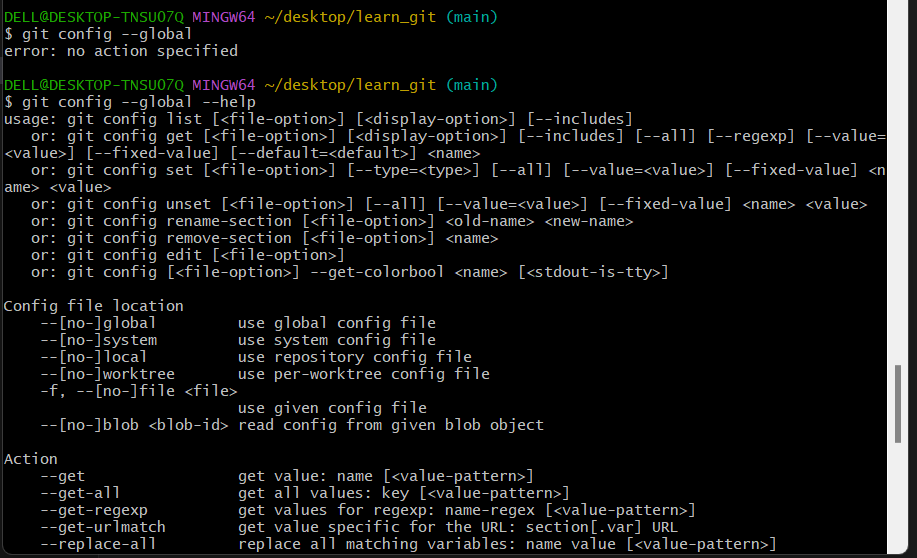 DELL@DESKTOP-TNSUO7Q MINGW64 ~/desktop/learn_git (main)
$ git config --global
error: no action specified

DELL@DESKTOP-TNSUO7Q MINGW64 ~/desktop/learn_git (main)
$ git config --global --help
usage: git config list [<file-option>] [<display-option>] [--includes]
   or: git config get [<file-option>] [<display-option>] [--includes] [--all] [--regexp] [--value=
<value>] [--fixed-value] [--default=<default>] <name>
   or: git config set [<file-option>] [--type=<type>] [--all] [--value=<value>] [--fixed-value] <n
ame> <value>
   or: git config unset [<file-option>] [--all] [--value=<value>] [--fixed-value] <name> <value>
   or: git config rename-section [<file-option>] <old-name> <new-name>
   or: git config remove-section [<file-option>] <name>
   or: git config edit [<file-option>]
   or: git config [<file-option>] --get-colorbool <name> [<stdout-is-tty>]

Config file location
    --[no-]global         use global config file
    --[no-]system         use system config file
    --[no-]local          use repository config file
    --[no-]worktree       use per-worktree config file
    -f, --[no-]file <file>
                          use given config file
    --[no-]blob <blob-id> read config from given blob object

Action
    --get                 get value: name [<value-pattern>]
    --get-all             get all values: key [<value-pattern>]
    --get-regexp          get values for regexp: name-regex [<value-pattern>]
    --get-urlmatch        get value specific for the URL: section[.var] URL
    --replace-all         replace all matching variables: name value [<value-pattern>]